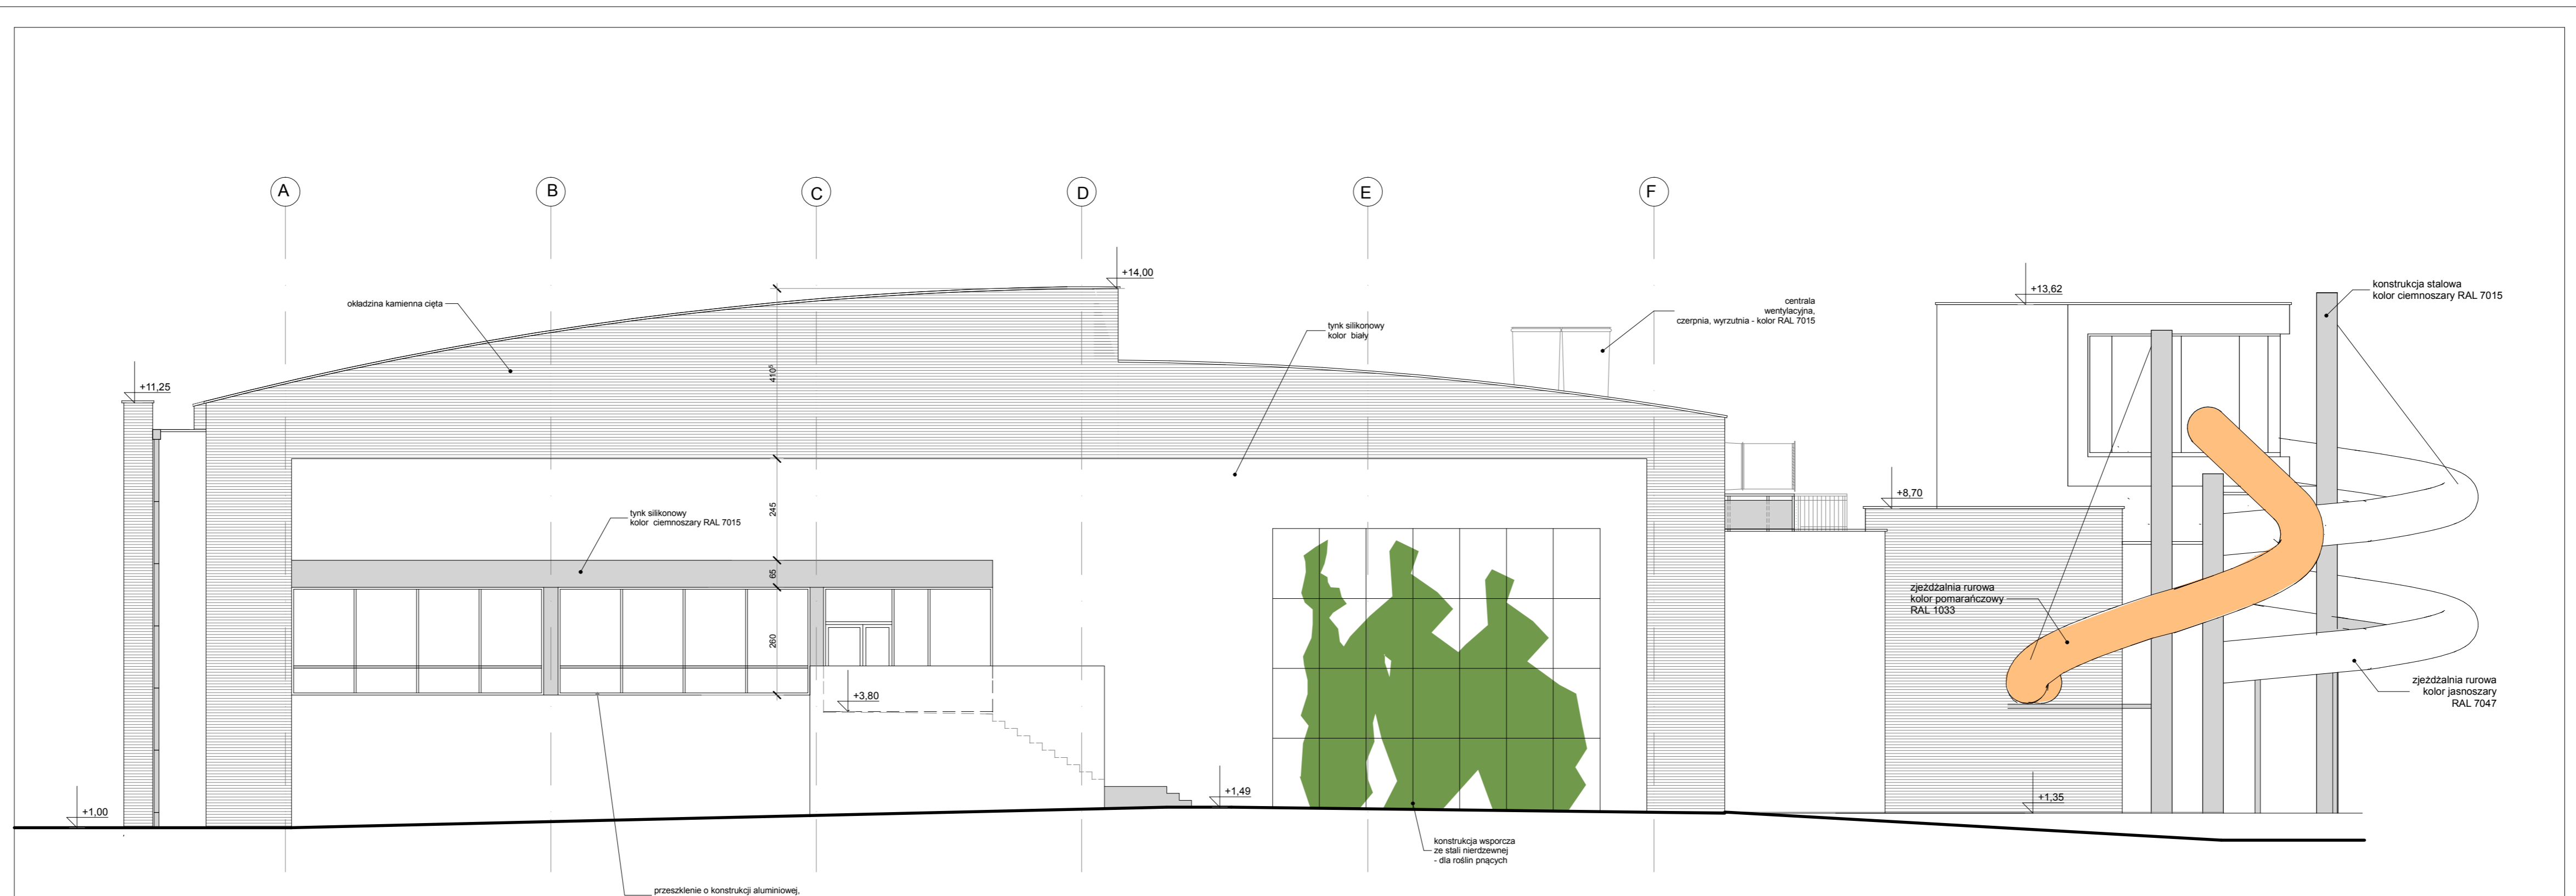 A
B
C
D
E
F
+14,00
+13,62
konstrukcja stalowa
kolor ciemnoszary RAL 7015
okładzina kamienna cięta
centrala
wentylacyjna,
czerpnia, wyrzutnia - kolor RAL 7015
tynk silikonowy
kolor biały
410⁵
+11,25
+8,70
245
tynk silikonowy
kolor ciemnoszary RAL 7015
65
zjeżdżalnia rurowa
kolor pomarańczowy
RAL 1033
260
zjeżdżalnia rurowa
kolor jasnoszary
RAL 7047
+3,80
+1,49
+1,35
+1,00
konstrukcja wsporcza
ze stali nierdzewnej
- dla roślin pnących
przeszklenie o konstrukcji aluminiowej,